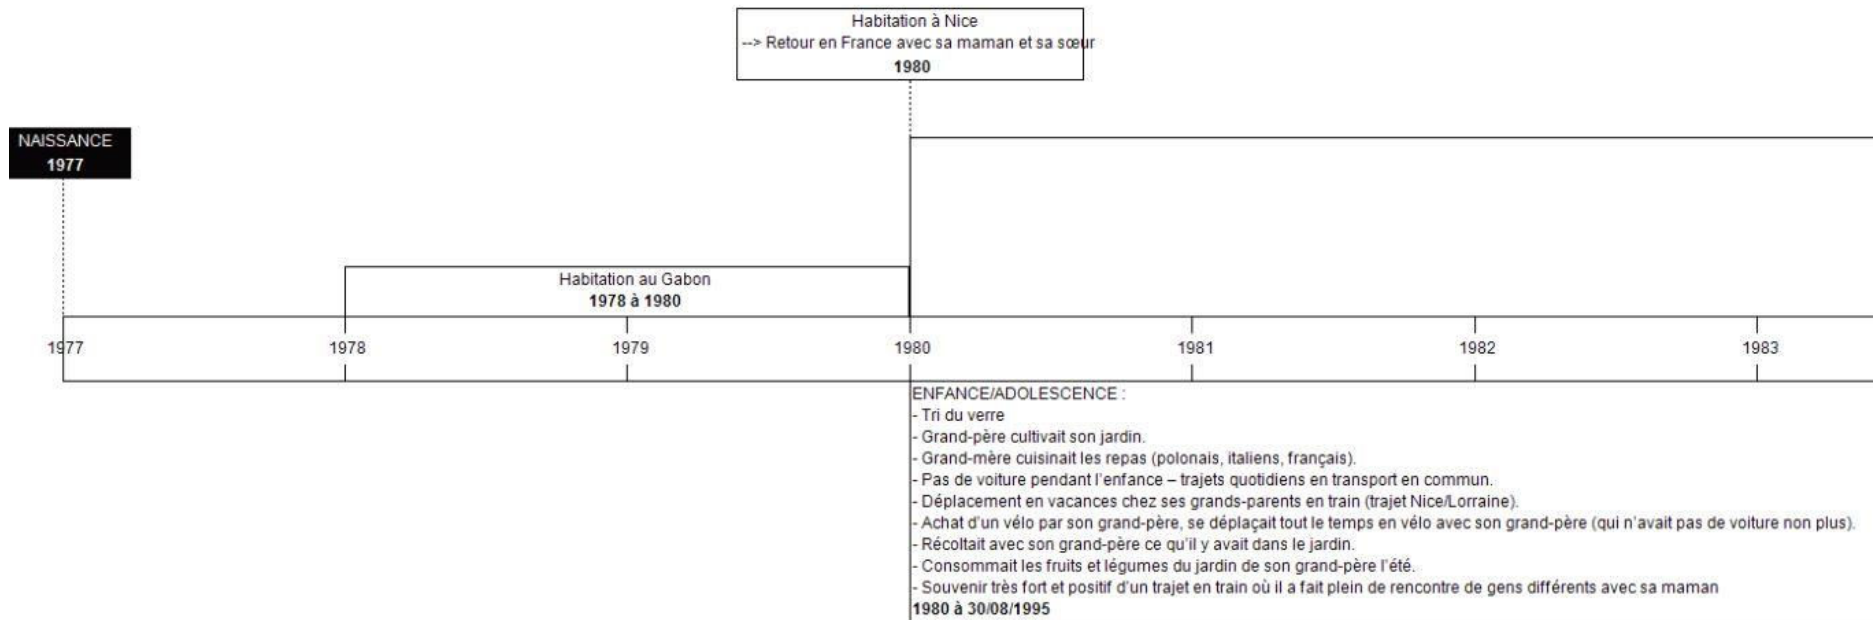 Habitation à Nice
--> Retour en France avec sa maman et sa sœur
1980
NAISSANCE
1977
Habitation au Gabon
1978 à 1980
1977
1978
1979
1980
1981
1982
1983
ENFANCE/ADOLESCENCE :
- Tri du verre
- Grand-père cultivait son jardin.
- Grand-mère cuisinait les repas (polonais, italiens, français).
- Pas de voiture pendant l'enfance – trajets quotidiens en transport en commun.
- Déplacement en vacances chez ses grands-parents en train (trajet Nice/Lorraine).
- Achat d'un vélo par son grand-père, se déplaçait tout le temps en vélo avec son grand-père (qui n'avait pas de voiture non plus).
- Récoltait avec son grand-père ce qu'il y avait dans le jardin.
- Consommait les fruits et légumes du jardin de son grand-père l'été.
- Souvenir très fort et positif d'un trajet en train où il a fait plein de rencontre de gens différents avec sa maman
1980 à 30/08/1995